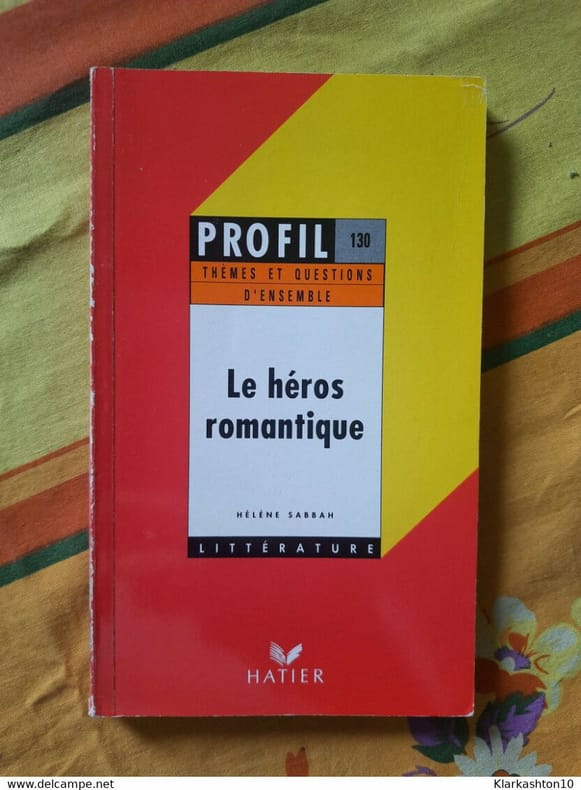 PROFIL 130
THÈMES ET QUESTIONS
D'ENSEMBLE
Le héros
romantique
HÉLÈNE SABBAH
LITTÉRATURE
HATIER
www.delcampe.net
Klarkashton10